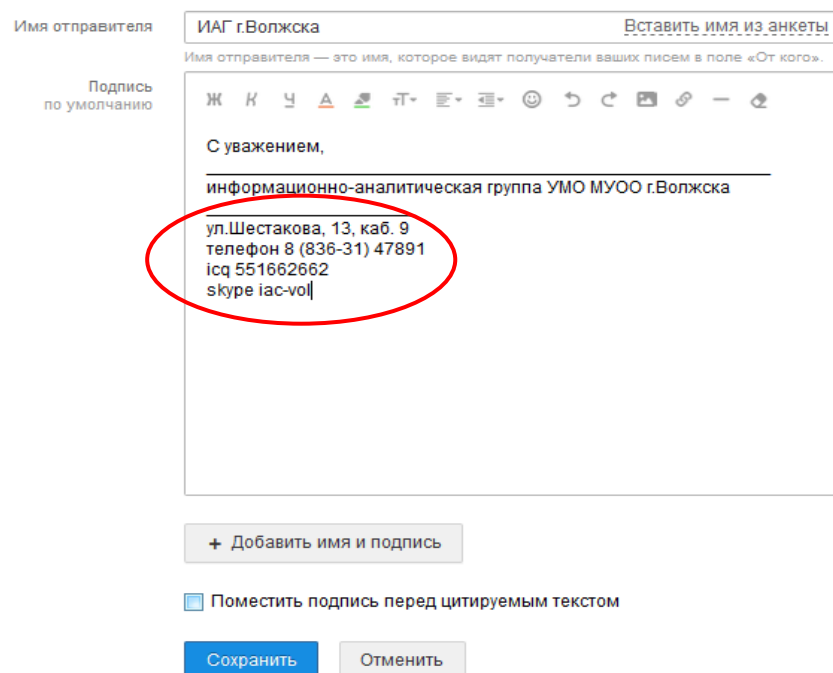 Имя отправителя
ИАГ г.Волжска
Вставить имя из анкеты
Имя отправителя — это имя, которое видят получатели ваших писем в поле «От кого».
Подпись
по умолчанию
Ж К Ч А тТ
С уважением,
информационно-аналитическая группа УМО МУОО г.Волжска
ул.Шестакова, 13, каб. 9
телефон 8 (836-31) 47891
icq 551662662
skype iac-vol
+ Добавить имя и подпись
Поместить подпись перед цитируемым текстом
Сохранить
Отменить